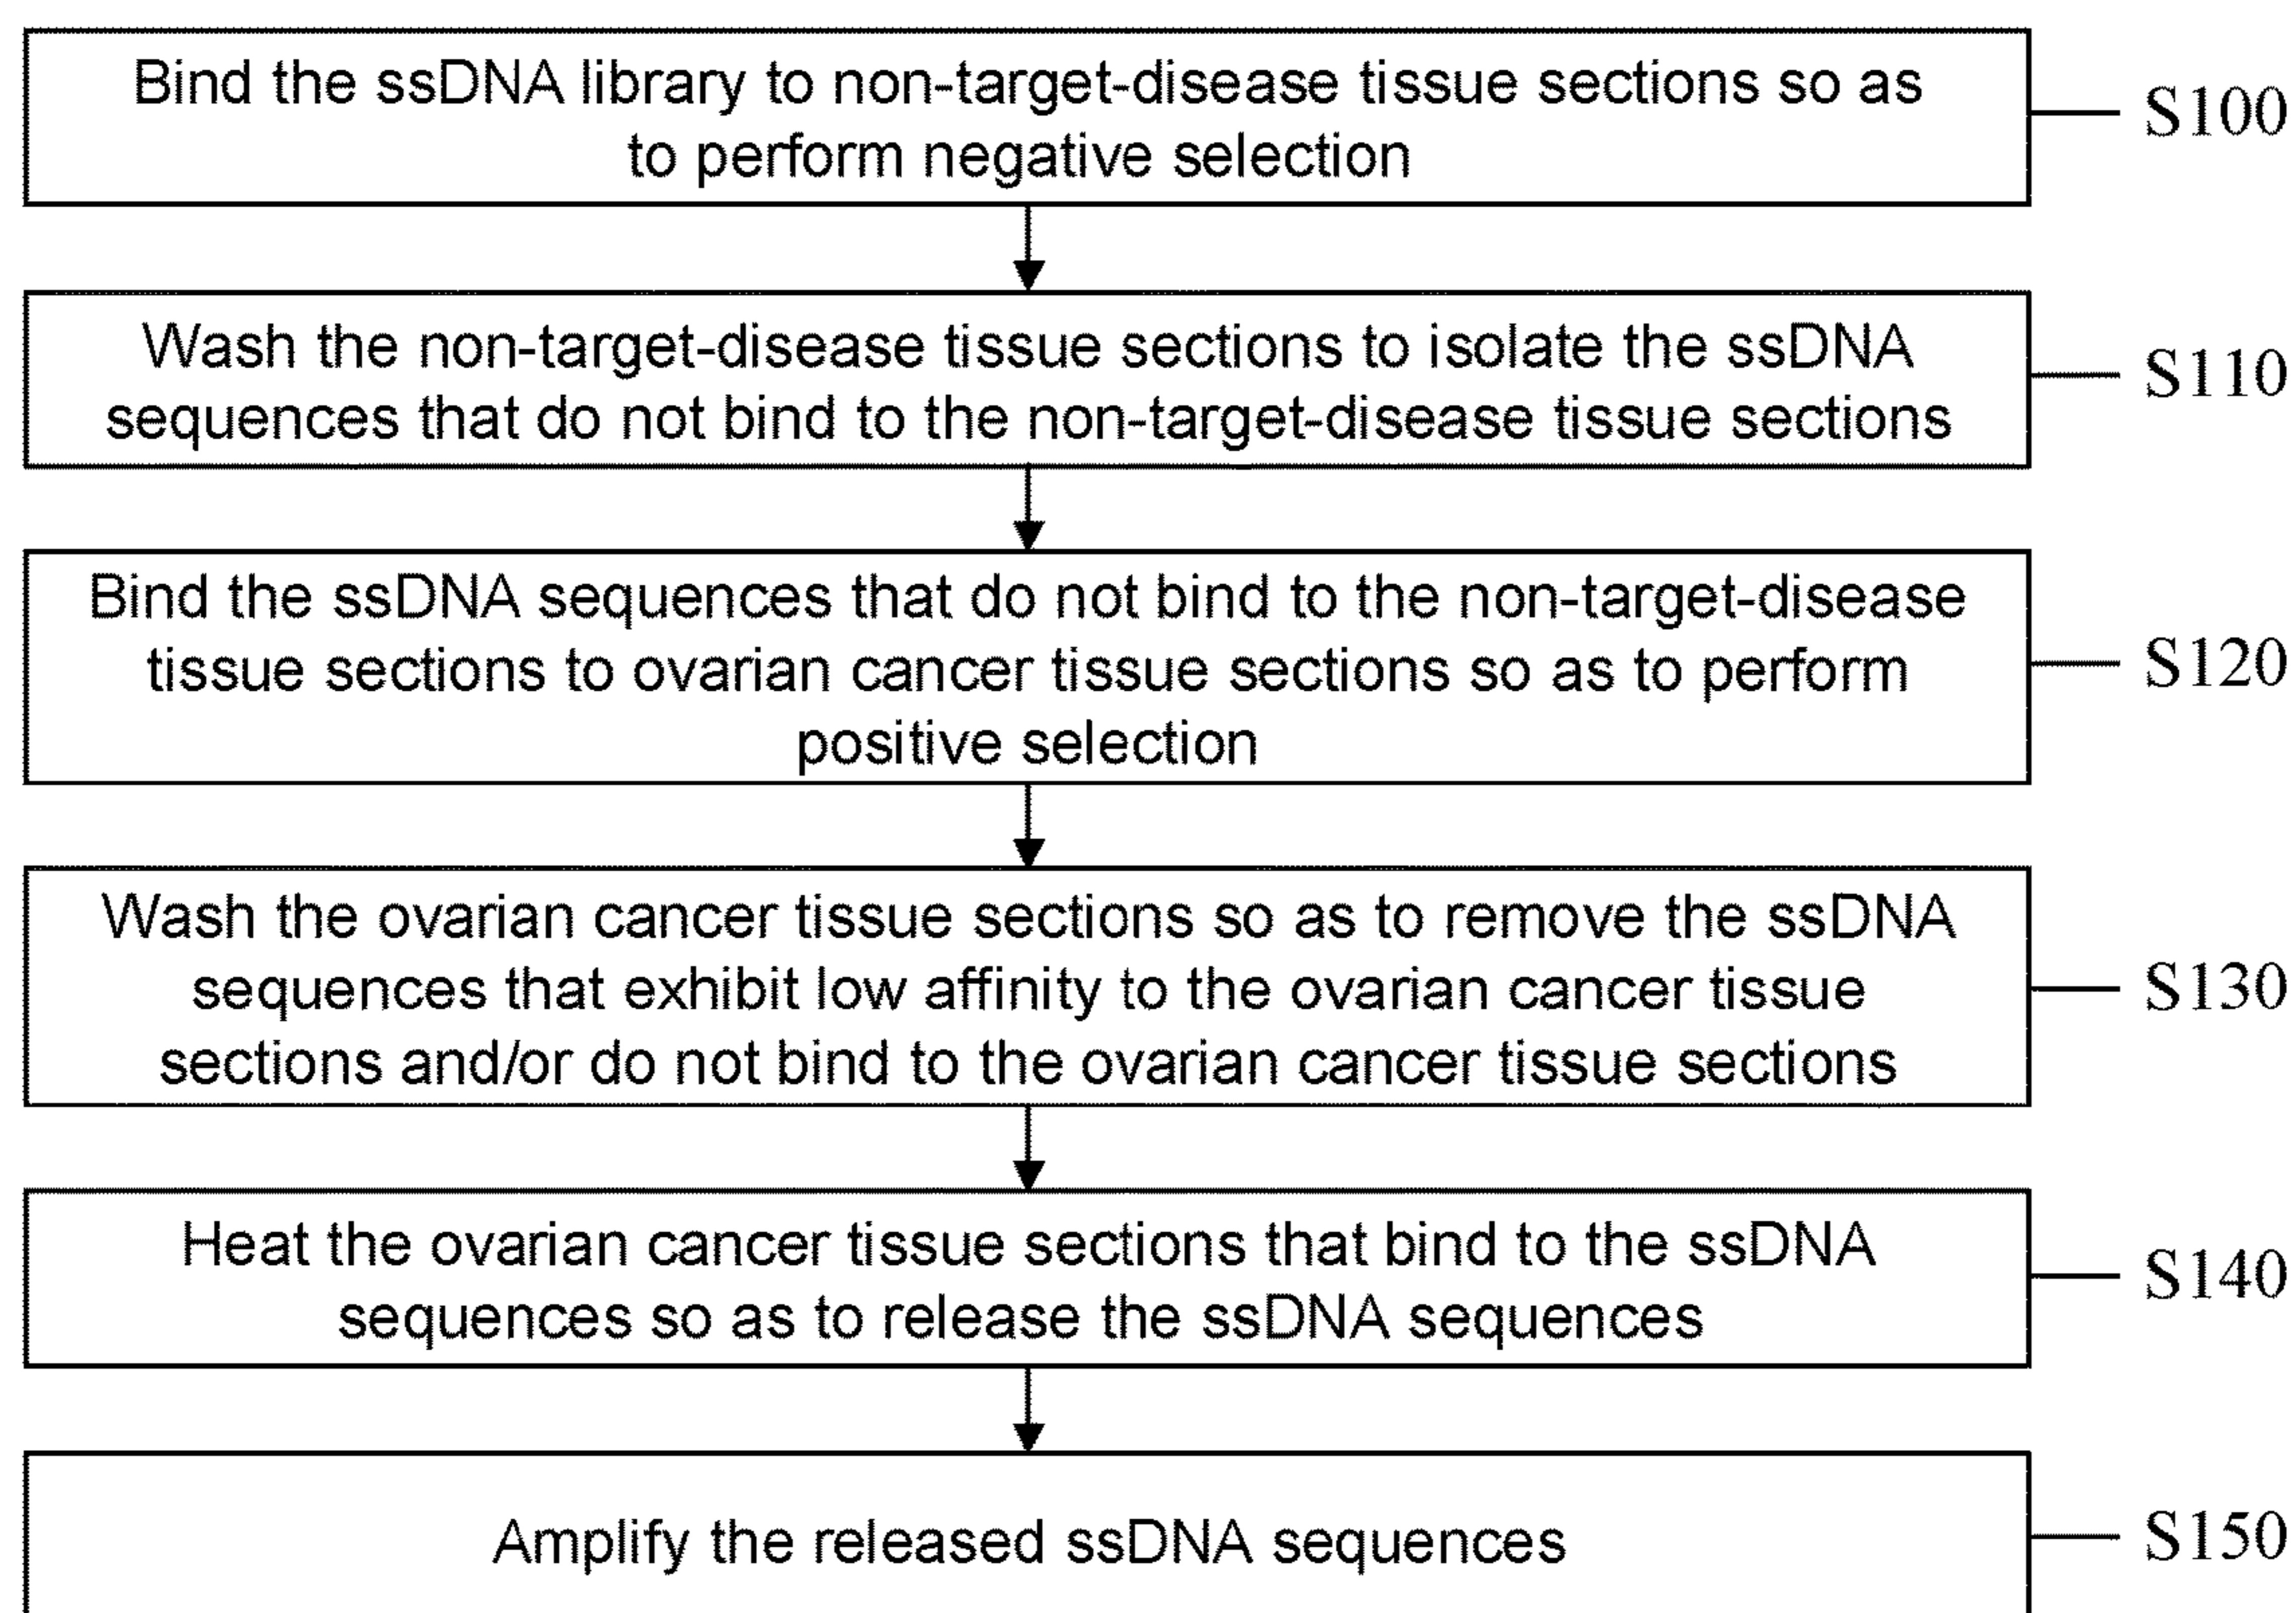 Bind the ssDNA library to non-target-disease tissue sections so as
to perform negative selection
S100
Wash the non-target-disease tissue sections to isolate the ssDNA
sequences that do not bind to the non-target-disease tissue sections
S110
Bind the ssDNA sequences that do not bind to the non-target-disease
tissue sections to ovarian cancer tissue sections so as to perform
positive selection
S120
Wash the ovarian cancer tissue sections so as to remove the ssDNA
sequences that exhibit low affinity to the ovarian cancer tissue
sections and/or do not bind to the ovarian cancer tissue sections
S130
Heat the ovarian cancer tissue sections that bind to the ssDNA
sequences so as to release the ssDNA sequences
S140
Amplify the released ssDNA sequences
S150